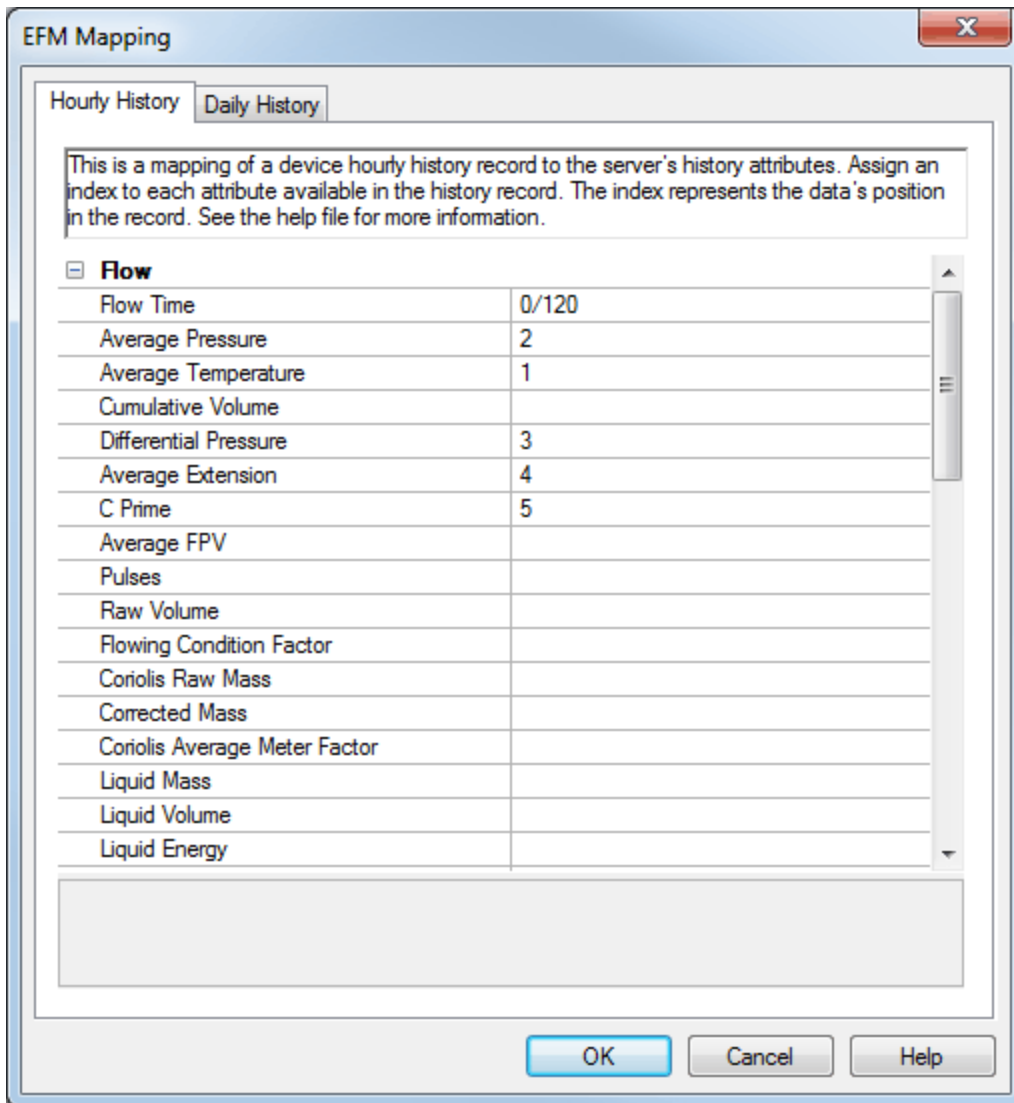 EFM Mapping
Hourly History Daily History
This is a mapping of a device hourly history record to the server's history attributes. Assign an
index to each attribute available in the history record. The index represents the data's position
in the record. See the help file for more information.
Flow
Flow Time 0/120
Average Pressure 2
Average Temperature 1
Cumulative Volume
Differential Pressure 3
Average Extension 4
C Prime 5
Average FPV
Pulses
Raw Volume
Flowing Condition Factor
Coriolis Raw Mass
Corrected Mass
Coriolis Average Meter Factor
Liquid Mass
Liquid Volume
Liquid Energy
OK Cancel Help